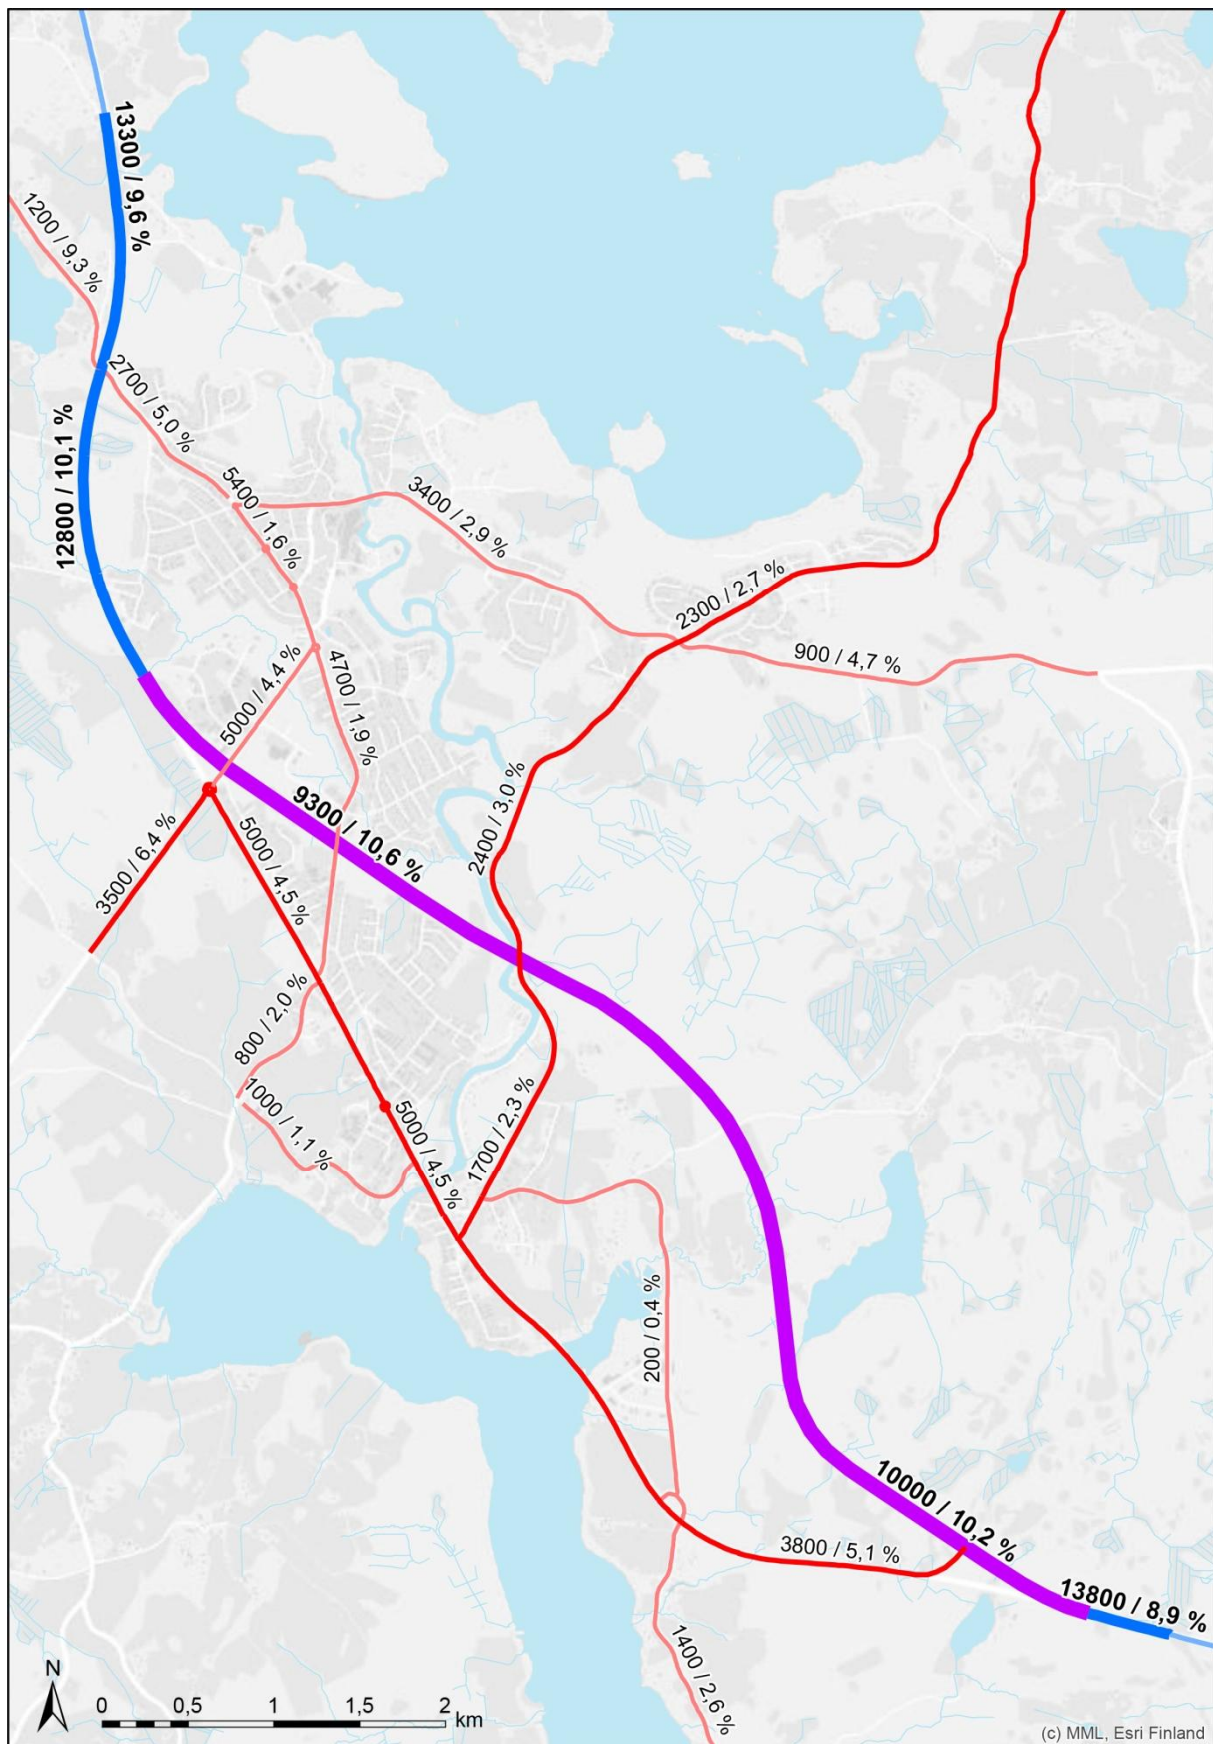 13300 / 9,6 %
1200 / 9,3 %
2700 / 5,0 %
12800 / 10,1 %
5400 / 1,6 %
3400 / 2,9 %
2300 / 2,7 %
900 / 4,7 %
5000 / 4,4 %
4700 / 1,9 %
9300 / 10,6 %
2400 / 3,0 %
3500 / 6,4 %
5000 / 4,5 %
800 / 2,0 %
1000 / 1,1 %
5000 / 4,5 %
1700 / 2,3 %
200 / 0,4 %
10000 / 10,2 %
3800 / 5,1 %
13800 / 8,9 %
1400 / 2,6 %
N
0 0,5 1 1,5 2 km
(c) MML, Esri Finland